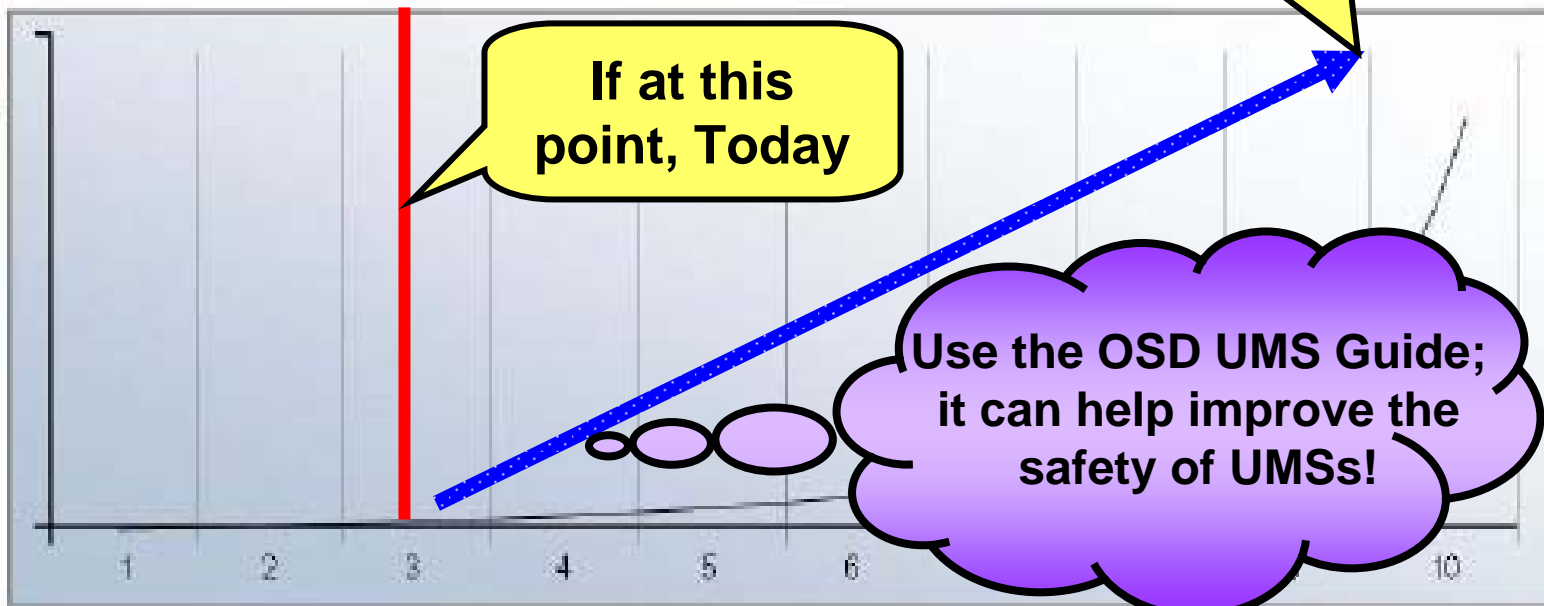 If at this
point, Today
Use the OSD UMS Guide;
it can help improve the
safety of UMSs!
1 2 3 4 5 6 10